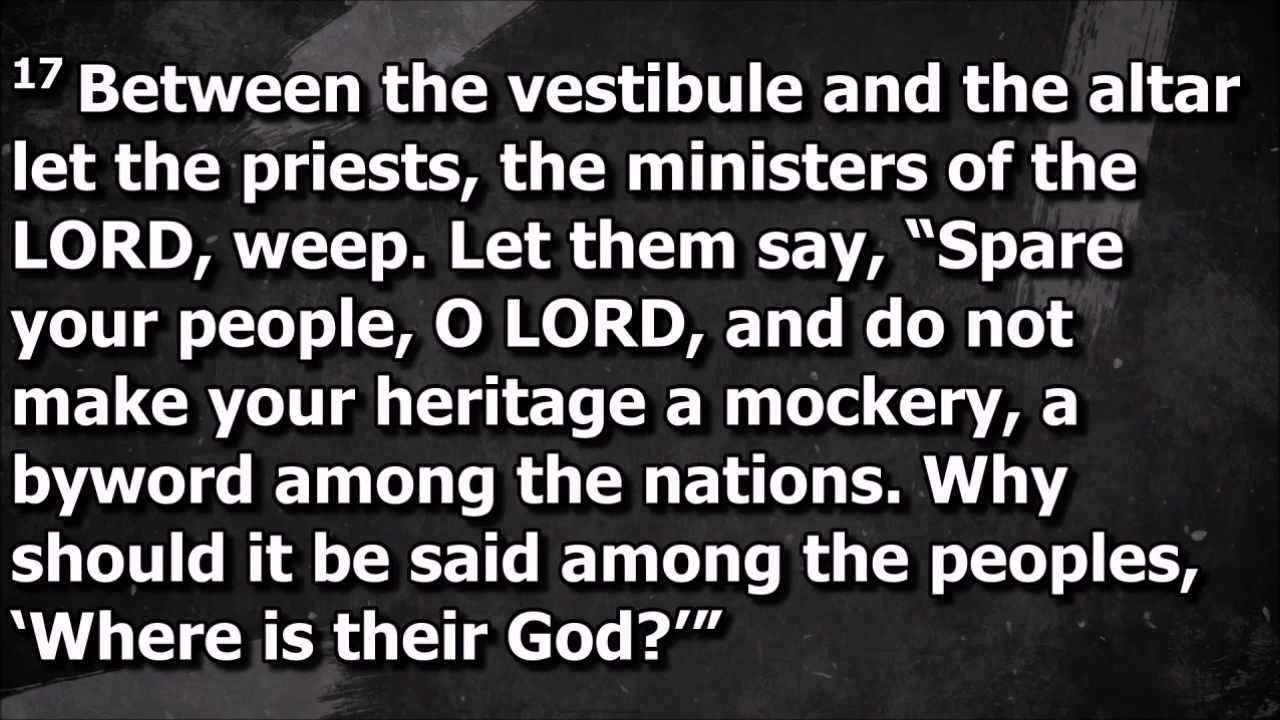 17 Between the vestibule and the altar
let the priests, the ministers of the
LORD, weep. Let them say, “Spare
your people, O LORD, and do not
make your heritage a mockery, a
byword among the nations. Why
should it be said among the peoples,
‘Where is their God?’”